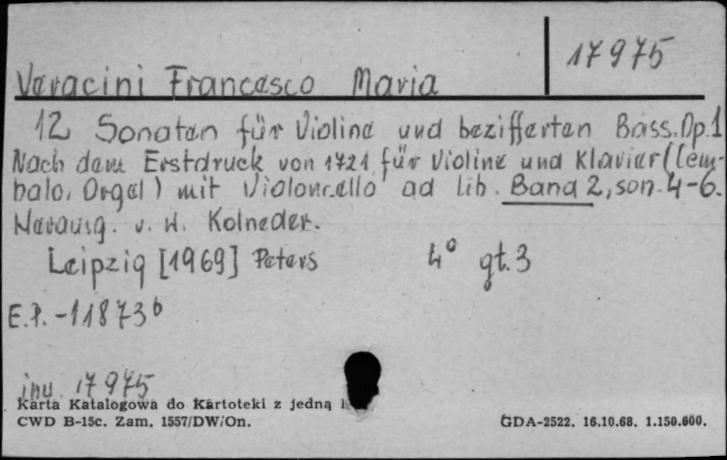 17975
Veracini Francesco Maria
12 Sonaten für Violine und bezifferten Bass. Op. 1
Nach dem Erstdruck von 1721 für Violine und Klavier (Cem-
balo, Orgel) mit Violoncello ad lib. Band 2, son. 4-6.
Herausg. v. W. Kolneder.
Leipzig [1969] Peters 4° gt. 3
E.P. - 11873b
inv. 17975
Karta Katalogowa do Kartoteki z jedną
CWD B-15c. Zam. 1557/DW/On. GDA-2522. 16.10.68. 1.150.000.